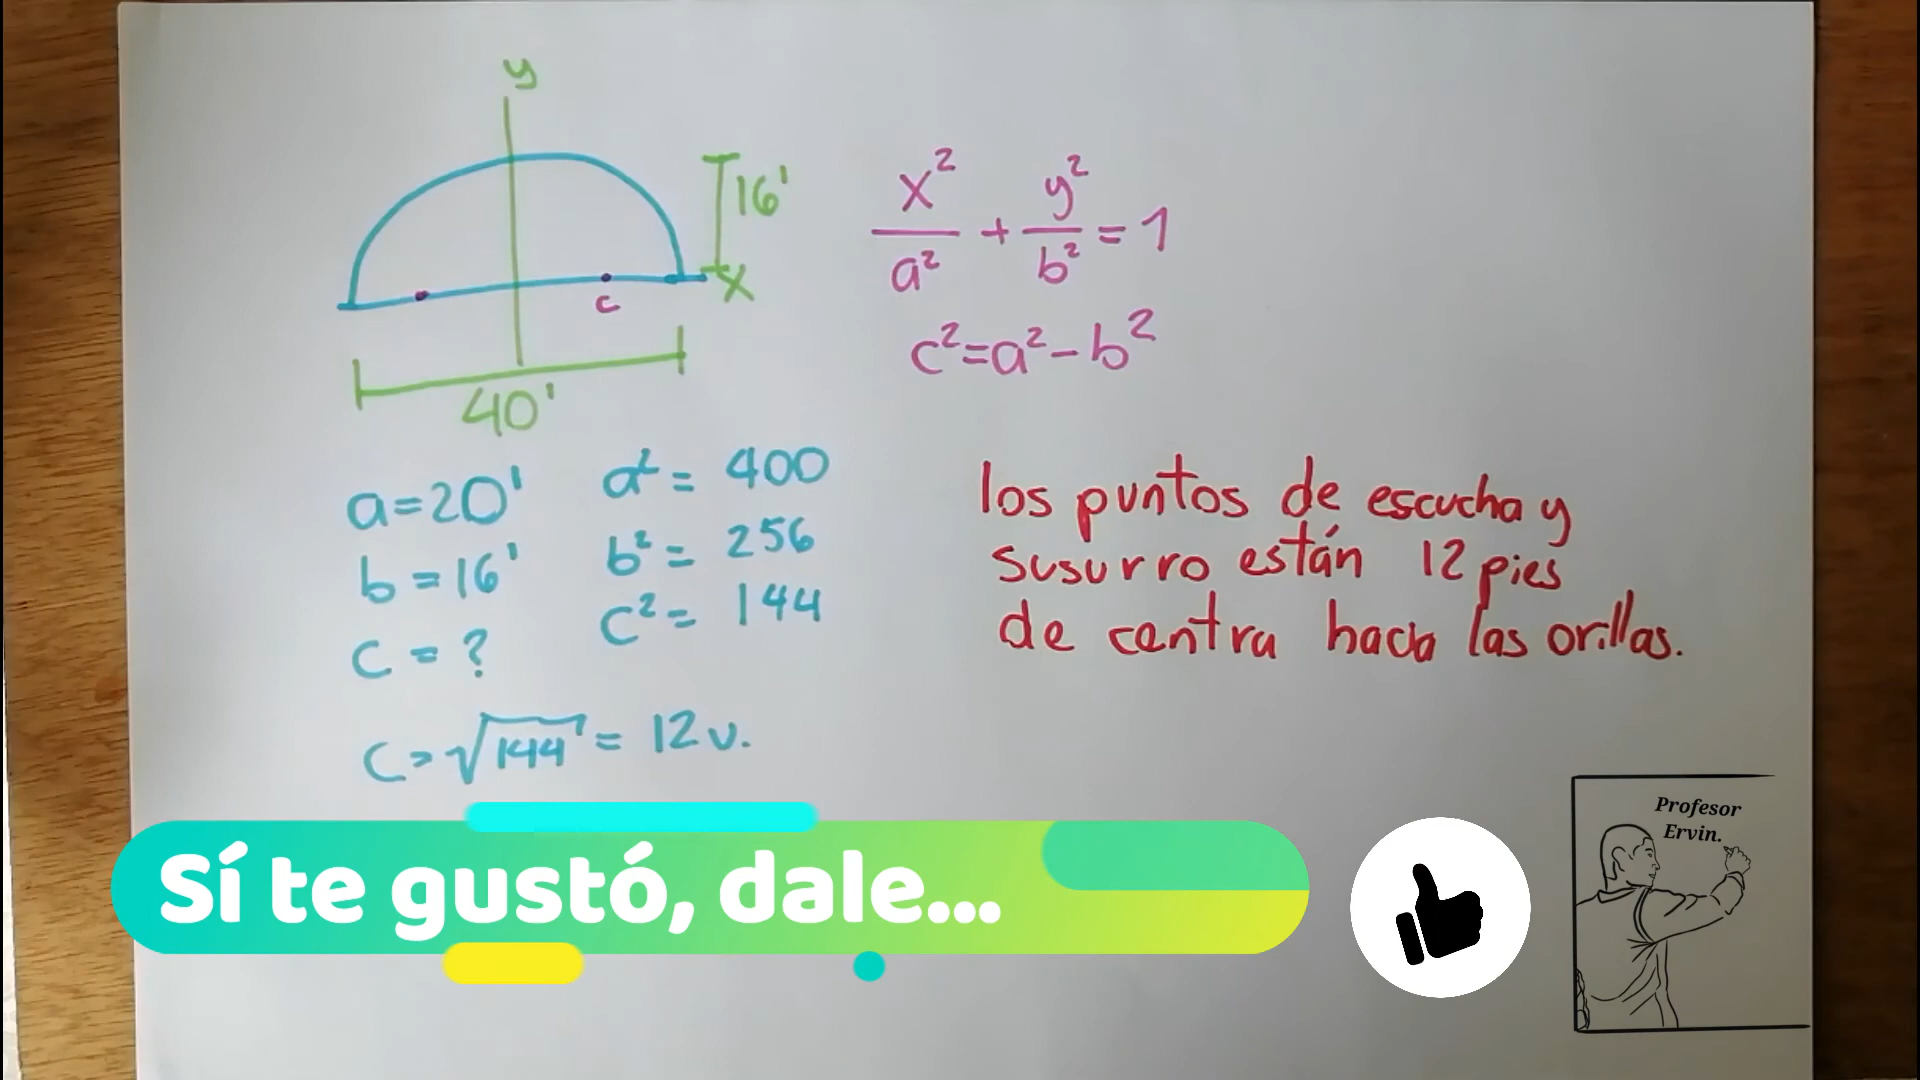 y
16'
x
c
40'
x²/a² + y²/b² = 1
c²=a²-b²
a=20' a²= 400
b=16' b²= 256
c=? c²= 144
c=√144 = 12 u.
los puntos de escucha y
susurro están 12 pies
de centra hacia las orillas.
Sí te gustó, dale...
Profesor
Ervin.